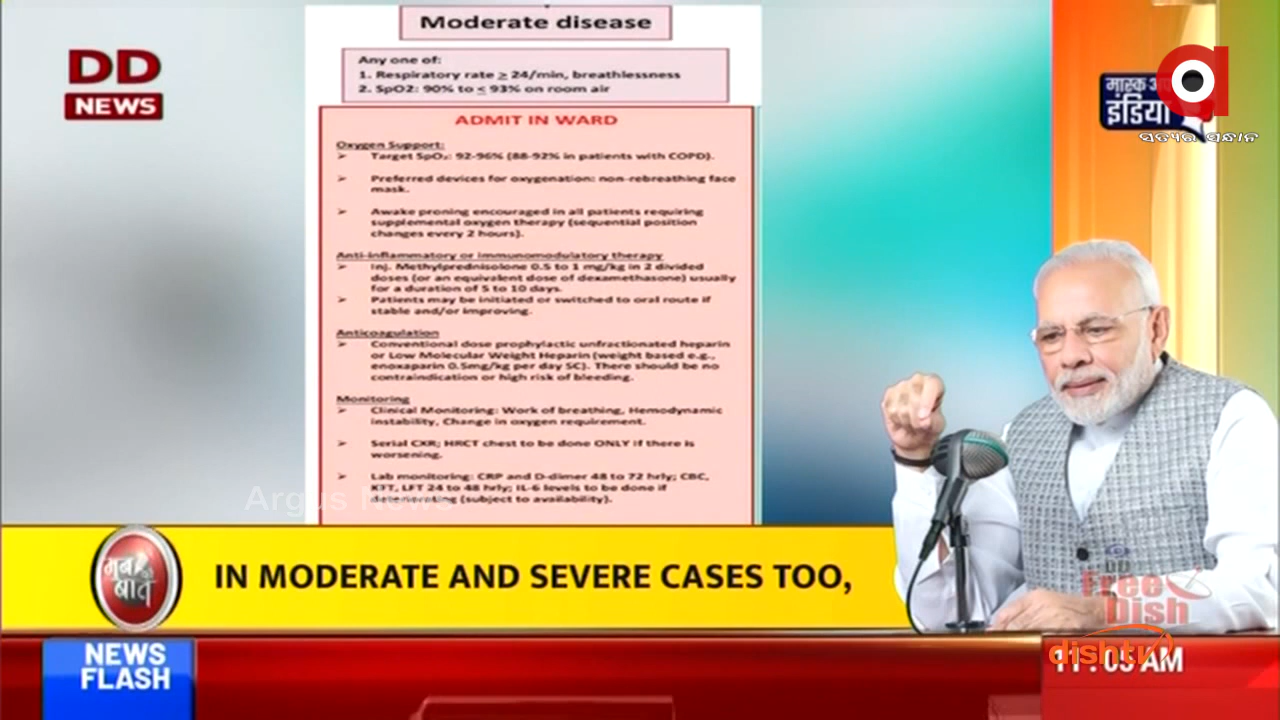 Moderate disease
DD
NEWS
Any one of:
1. Respiratory rate ≥ 24/min, breathlessness
2. SpO2: 90% to ≤ 93% on room air
मास्क
इंडिया
ସତ୍ୟର ସନ୍ଧାନ
ADMIT IN WARD
Oxygen Support:
➢ Target SpO₂: 92-96% (88-92% in patients with COPD).
➢ Preferred devices for oxygenation: non-rebreathing face
mask.
➢ Awake proning encouraged in all patients requiring
supplemental oxygen therapy (sequential position
changes every 2 hours).
Anti-inflammatory or immunomodulatory therapy
➢ Inj. Methylprednisolone 0.5 to 1 mg/kg in 2 divided
doses (or an equivalent dose of dexamethasone) usually
for a duration of 5 to 10 days.
➢ Patients may be initiated or switched to oral route if
stable and/or improving.
Anticoagulation
➢ Conventional dose prophylactic unfractionated heparin
or Low Molecular Weight Heparin (weight based e.g.,
enoxaparin 0.5mg/kg per day SC). There should be no
contraindication or high risk of bleeding.
Monitoring
➢ Clinical Monitoring: Work of breathing, Hemodynamic
instability, Change in oxygen requirement.
➢ Serial CXR; HRCT chest to be done ONLY if there is
worsening.
➢ Lab monitoring: CRP and D-dimer 48 to 72 hrly; CBC,
KFT, LFT 24 to 48 hrly; IL-6 levels to be done if
deteriorating (subject to availability).
Argus News
मन की
बात
IN MODERATE AND SEVERE CASES TOO,
DD
Free
Dish
NEWS
FLASH
dishtv
11:05 AM